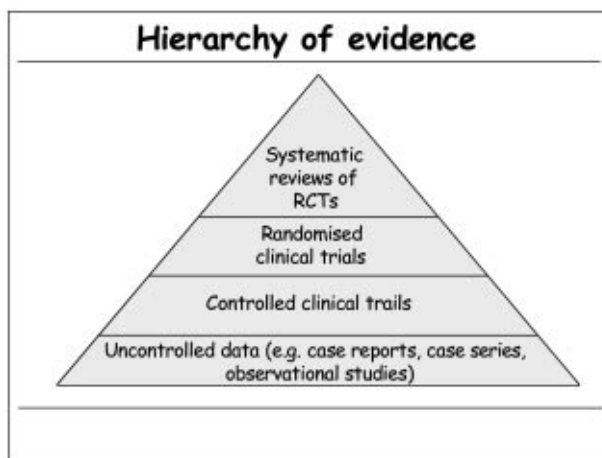 Hierarchy of evidence
Systematic
reviews of
RCTs
Randomised
clinical trials
Controlled clinical trails
Uncontrolled data (e.g. case reports, case series,
observational studies)